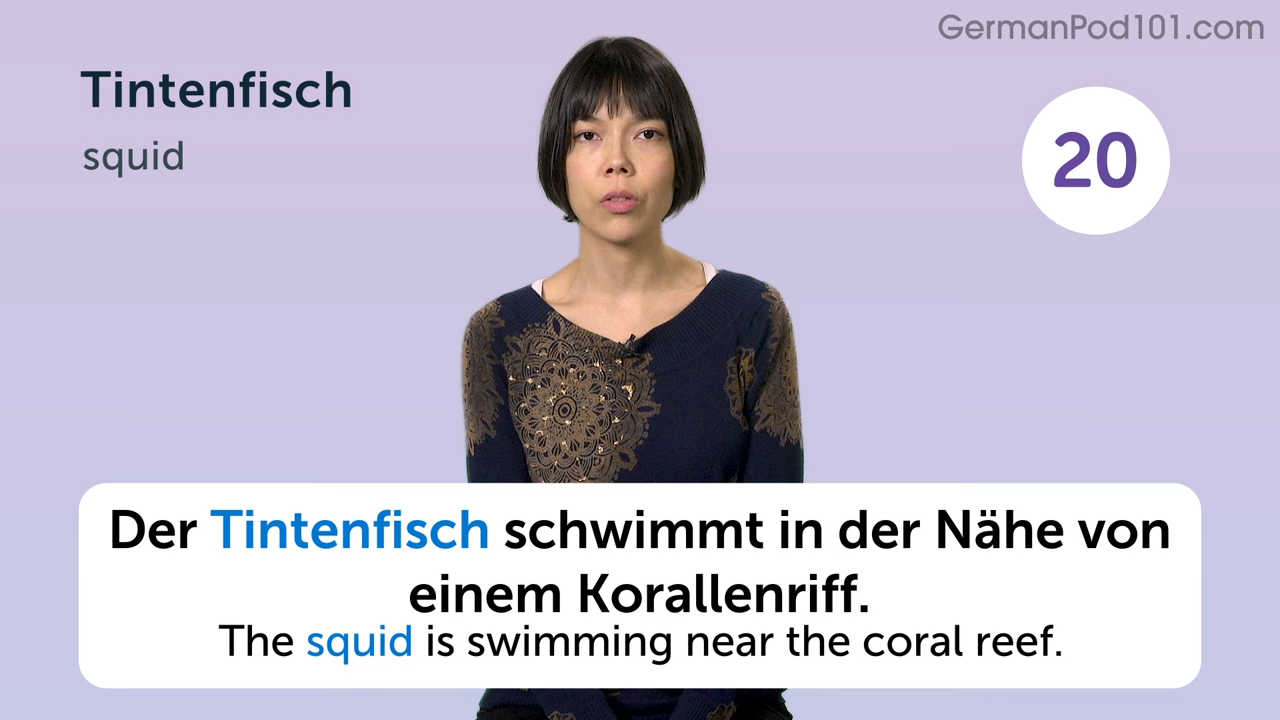 GermanPod101.com
Tintenfisch
squid
20
Der Tintenfisch schwimmt in der Nähe von
einem Korallenriff.
The squid is swimming near the coral reef.